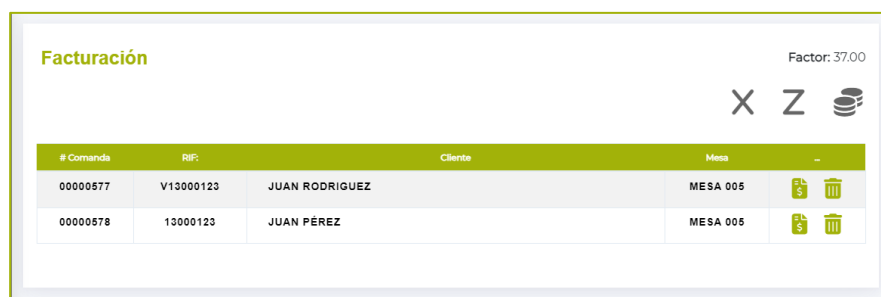 Facturación
Factor: 37.00
X Z
# Comanda RIF: Cliente Mesa ...
00000577 V13000123 JUAN RODRIGUEZ MESA 005
00000578 13000123 JUAN PÉREZ MESA 005